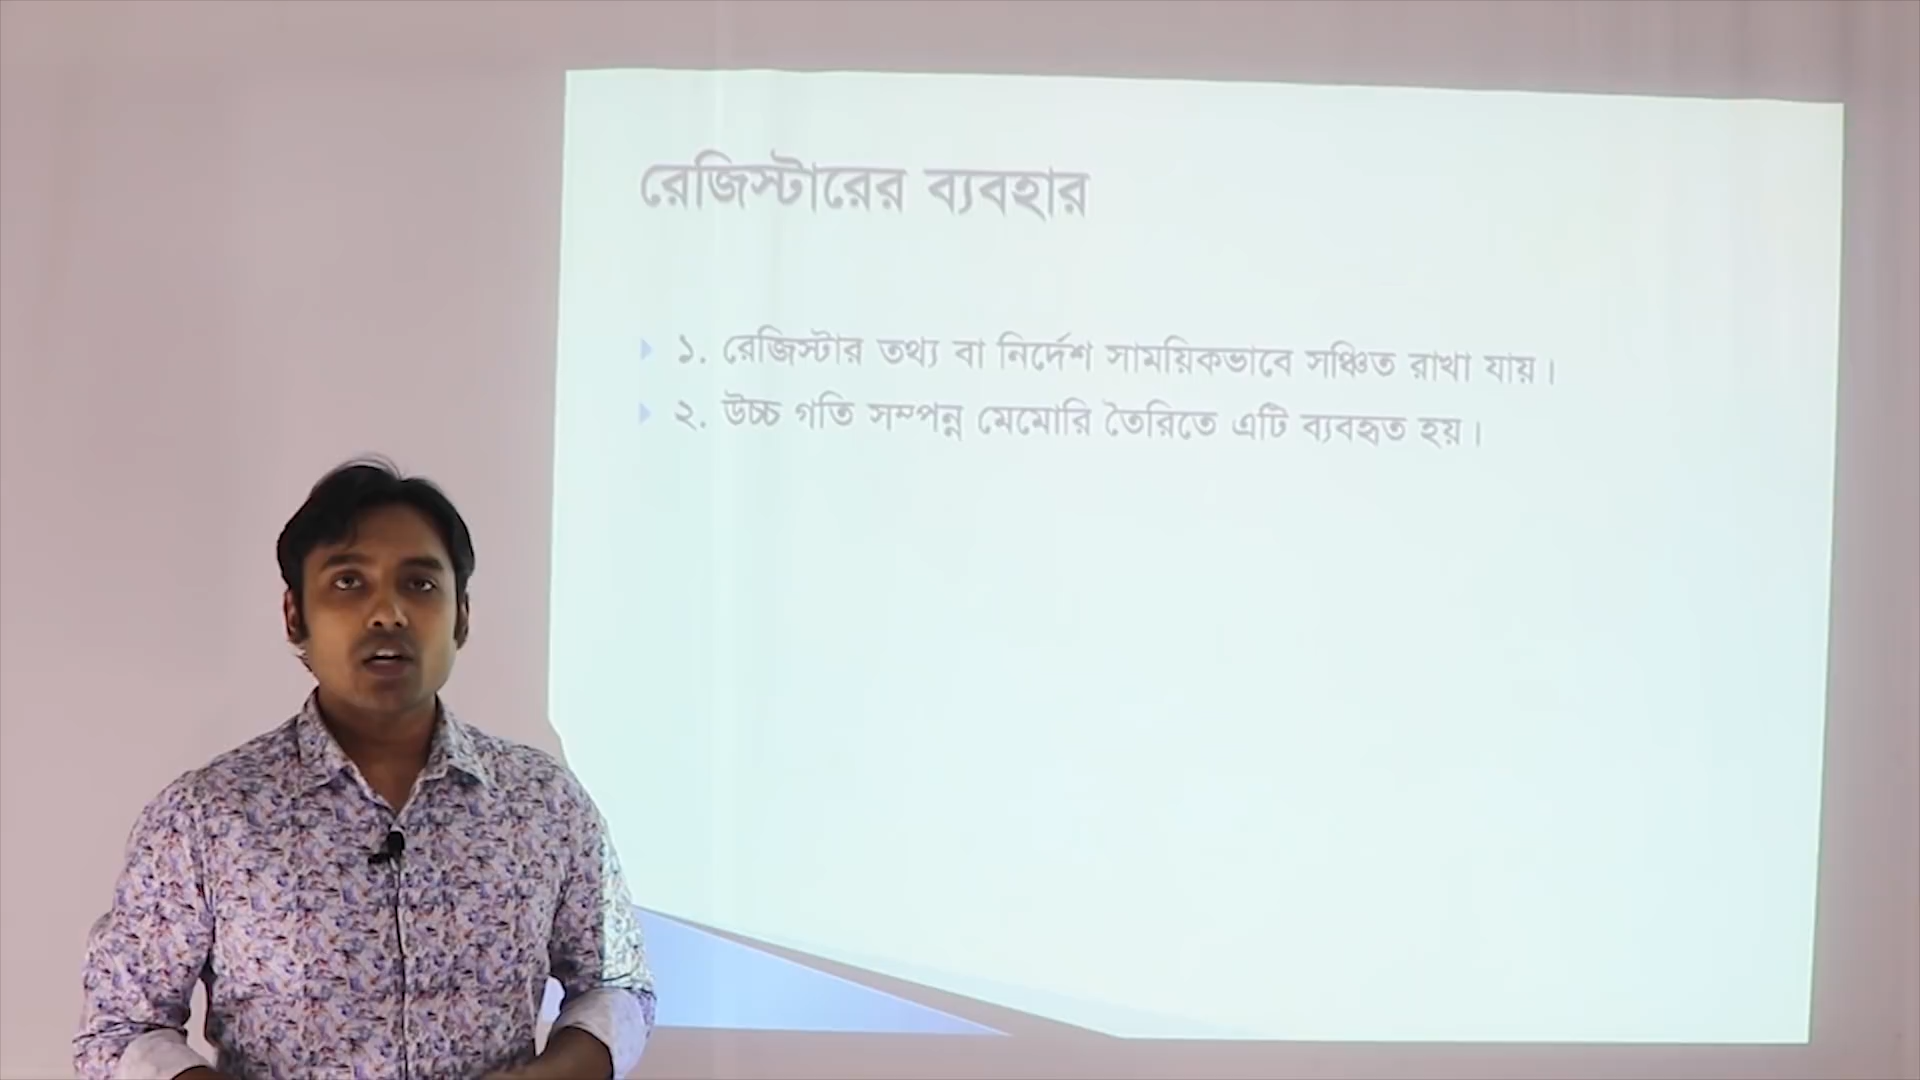 রেজিস্টারের ব্যবহার
১. রেজিস্টার তথ্য বা নির্দেশ সাময়িকভাবে সঞ্চিত রাখা যায়।
২. উচ্চ গতি সম্পন্ন মেমোরি তৈরিতে এটি ব্যবহৃত হয়।